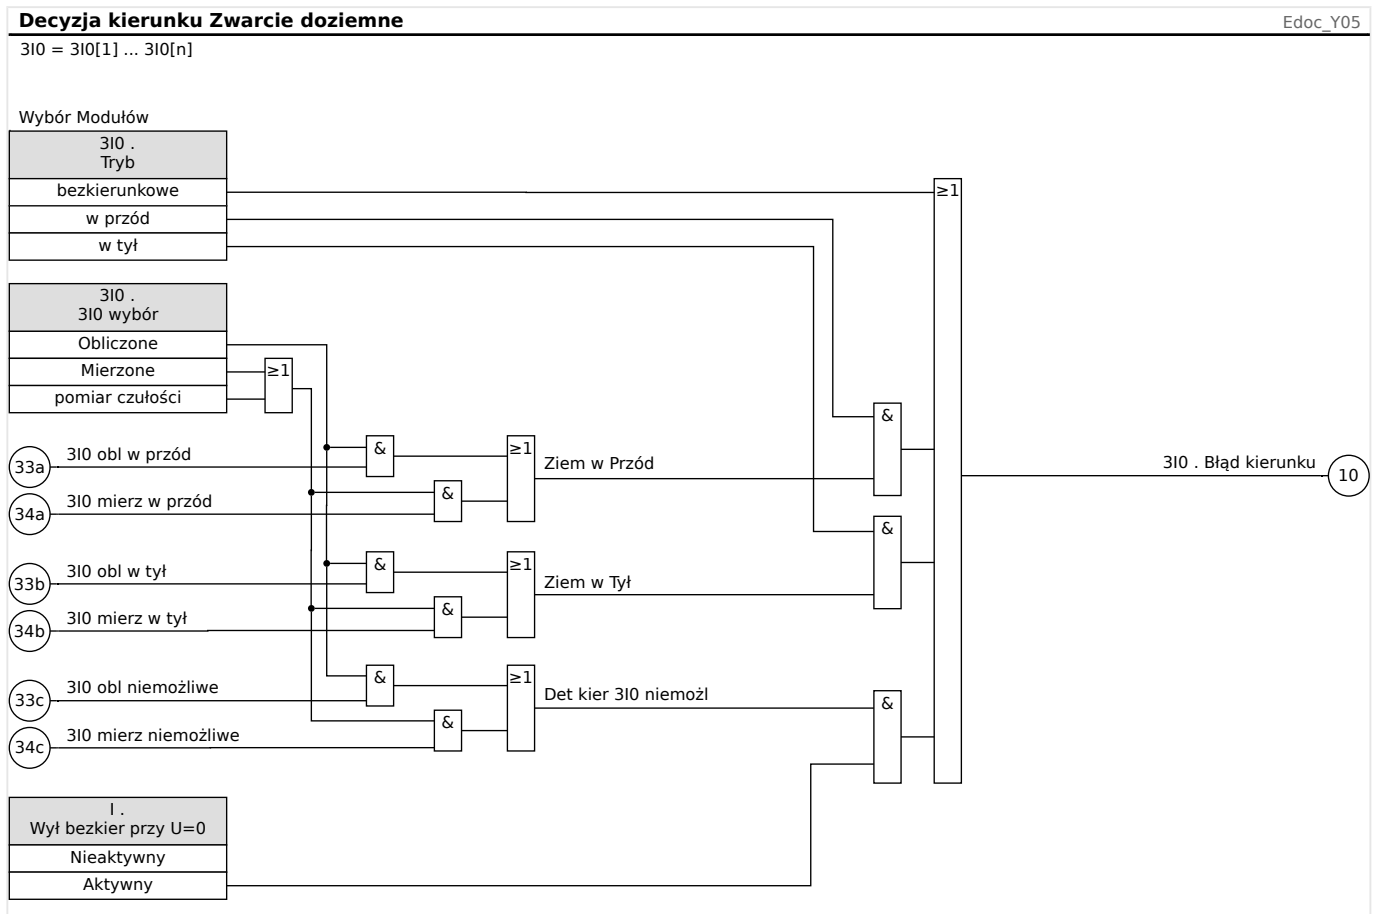 Decyzja kierunku Zwarcie doziemne
Edoc_Y05
3I0 = 3I0[1] ... 3I0[n]
Wybór Modułów
3I0 .
Tryb
bezkierunkowe
w przód
w tył
≥1
3I0 .
3I0 wybór
Obliczone
Mierzone
pomiar czułości
≥1
&
33a
3I0 obl w przód
&
≥1
Ziem w Przód
3I0 . Błąd kierunku
10
34a
3I0 mierz w przód
&
&
33b
3I0 obl w tył
&
≥1
Ziem w Tył
34b
3I0 mierz w tył
&
33c
3I0 obl niemożliwe
&
≥1
Det kier 3I0 niemożl
&
34c
3I0 mierz niemożliwe
&
I .
Wył bezkier przy U=0
Nieaktywny
Aktywny